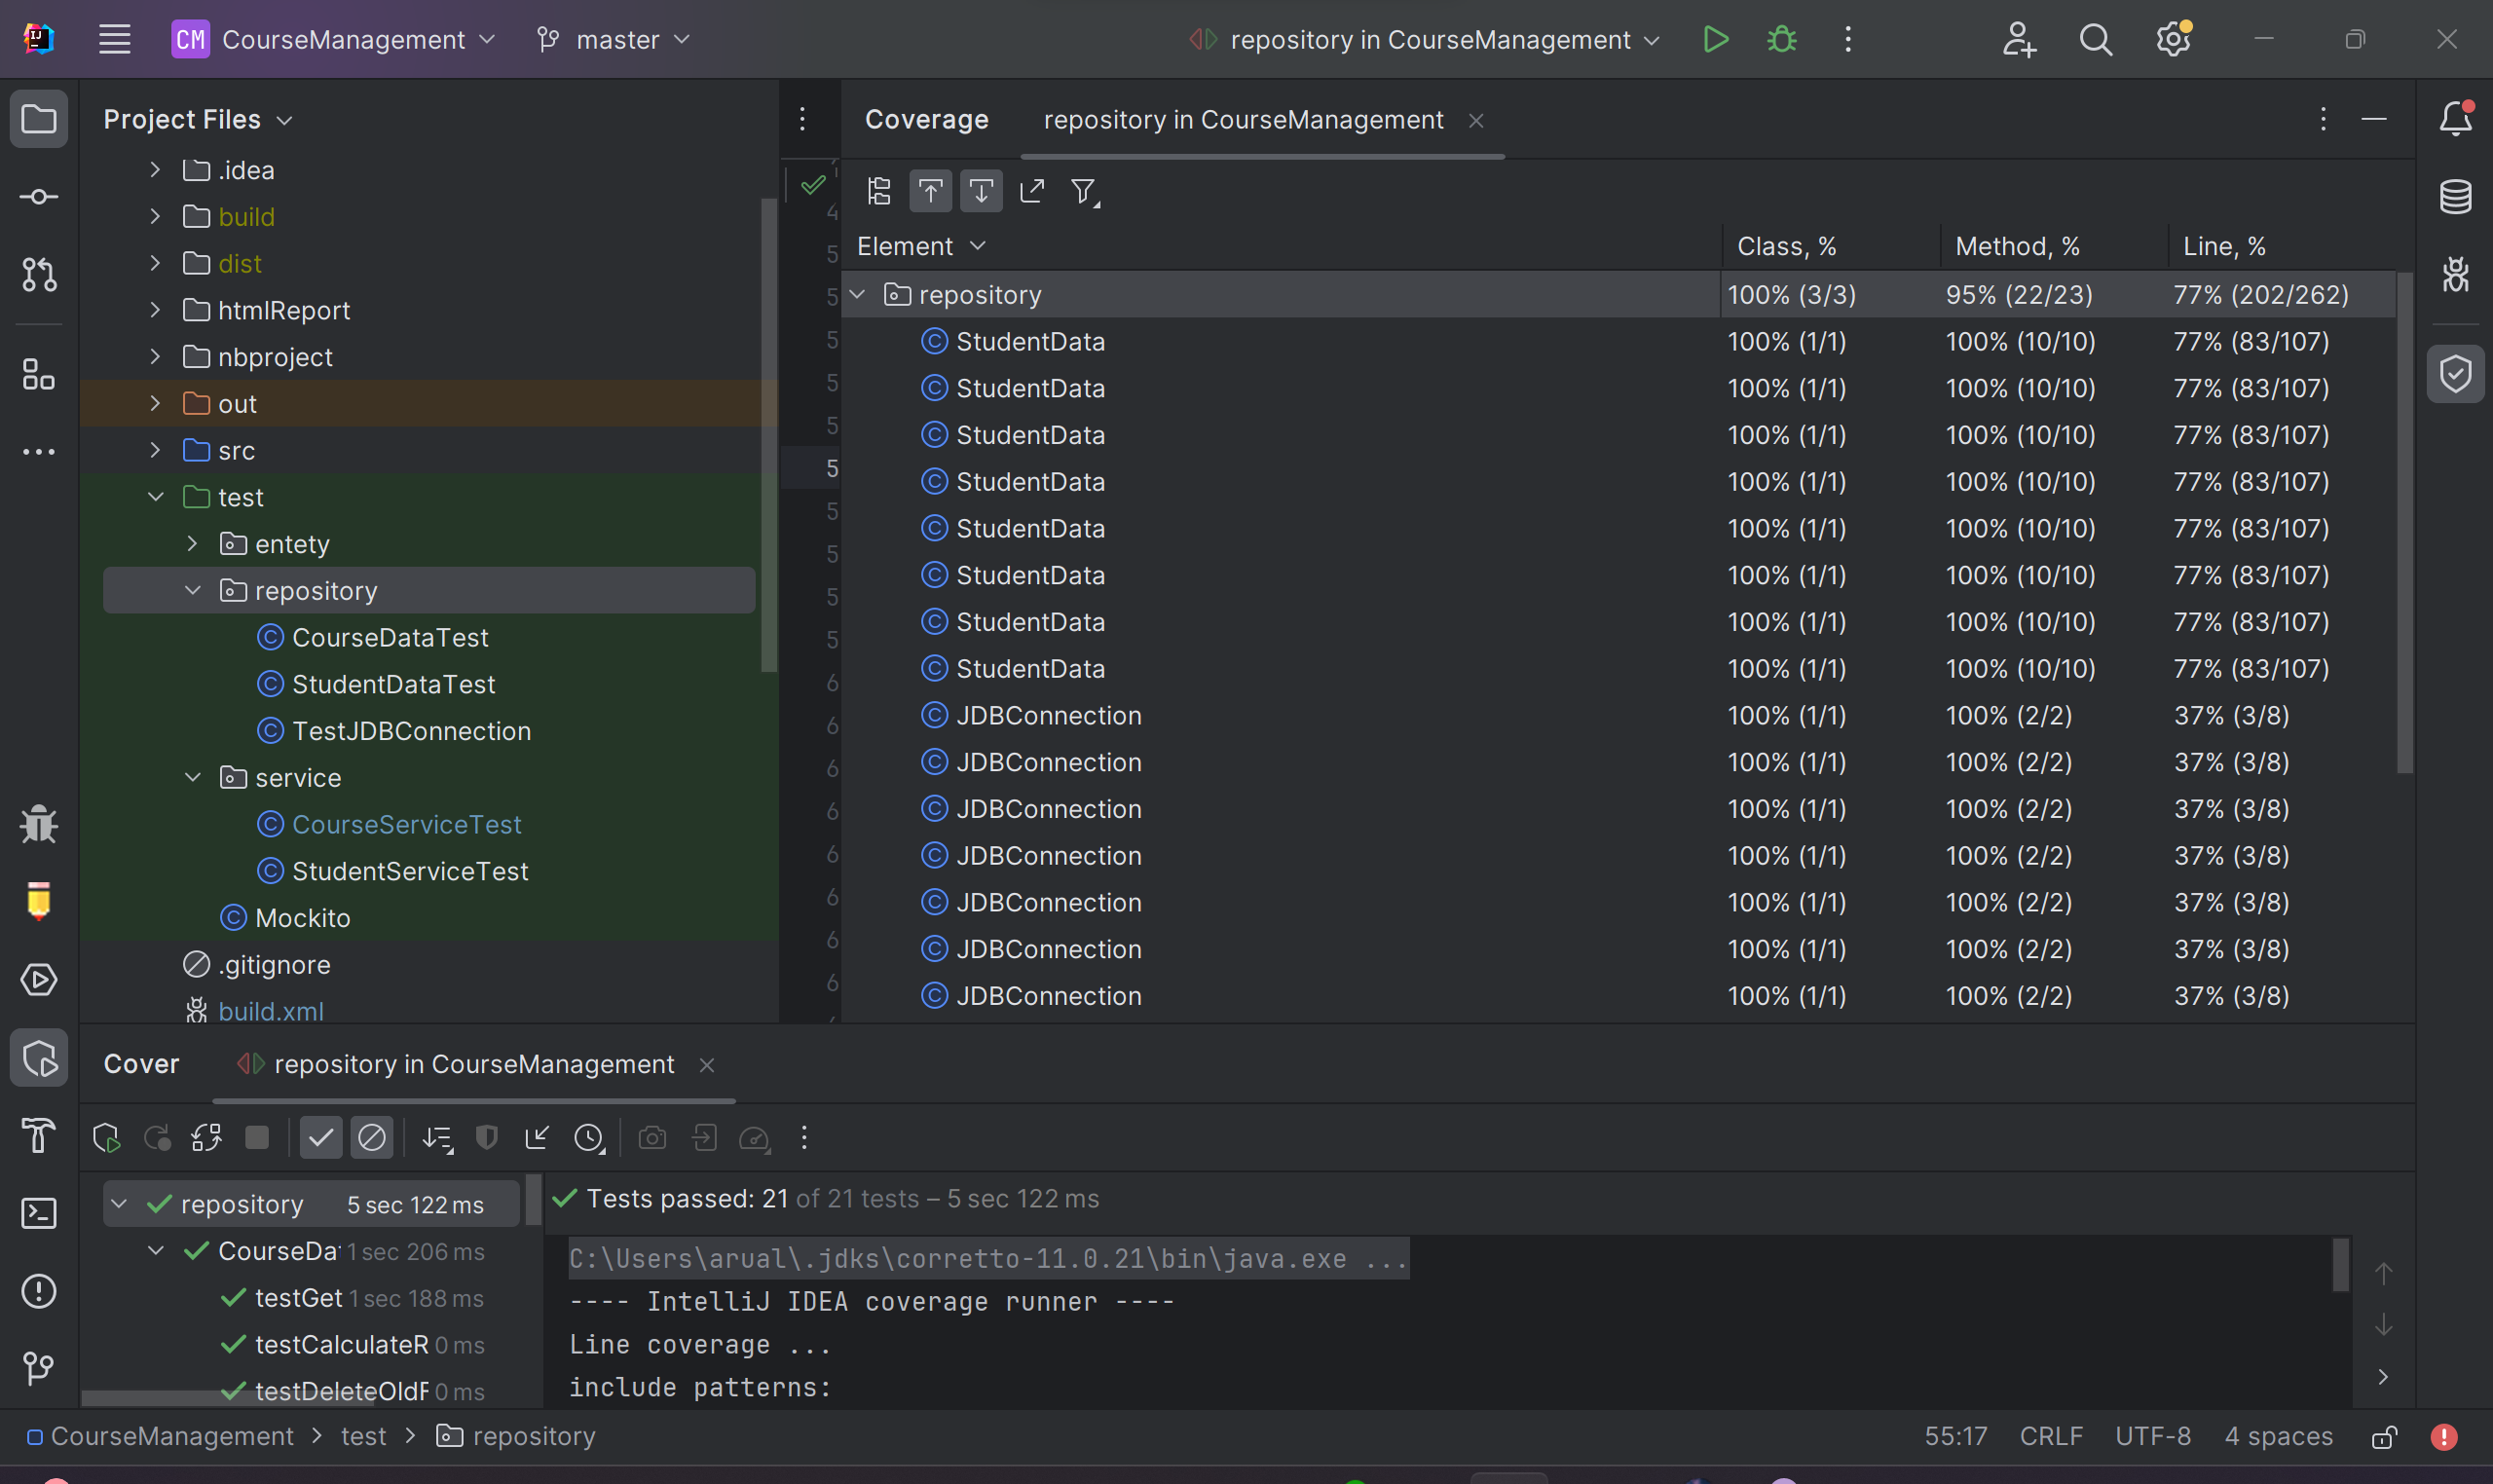 CM CourseManagement master repository in CourseManagement
Project Files
.idea
build
dist
htmlReport
nbproject
out
src
test
entety
repository
CourseDataTest
StudentDataTest
TestJDBConnection
service
CourseServiceTest
StudentServiceTest
Mockito
.gitignore
build.xml
Coverage repository in CourseManagement
Element Class, % Method, % Line, %
repository 100% (3/3) 95% (22/23) 77% (202/262)
StudentData 100% (1/1) 100% (10/10) 77% (83/107)
StudentData 100% (1/1) 100% (10/10) 77% (83/107)
StudentData 100% (1/1) 100% (10/10) 77% (83/107)
StudentData 100% (1/1) 100% (10/10) 77% (83/107)
StudentData 100% (1/1) 100% (10/10) 77% (83/107)
StudentData 100% (1/1) 100% (10/10) 77% (83/107)
StudentData 100% (1/1) 100% (10/10) 77% (83/107)
StudentData 100% (1/1) 100% (10/10) 77% (83/107)
JDBConnection 100% (1/1) 100% (2/2) 37% (3/8)
JDBConnection 100% (1/1) 100% (2/2) 37% (3/8)
JDBConnection 100% (1/1) 100% (2/2) 37% (3/8)
JDBConnection 100% (1/1) 100% (2/2) 37% (3/8)
JDBConnection 100% (1/1) 100% (2/2) 37% (3/8)
JDBConnection 100% (1/1) 100% (2/2) 37% (3/8)
JDBConnection 100% (1/1) 100% (2/2) 37% (3/8)
Cover repository in CourseManagement
repository 5 sec 122 ms
CourseDa 1 sec 206 ms
testGet 1 sec 188 ms
testCalculateR 0 ms
testDeleteOldF 0 ms
Tests passed: 21 of 21 tests – 5 sec 122 ms
C:\Users\arual\.jdks\corretto-11.0.21\bin\java.exe ...
---- IntelliJ IDEA coverage runner ----
Line coverage ...
include patterns:
CourseManagement > test > repository
55:17 CRLF UTF-8 4 spaces